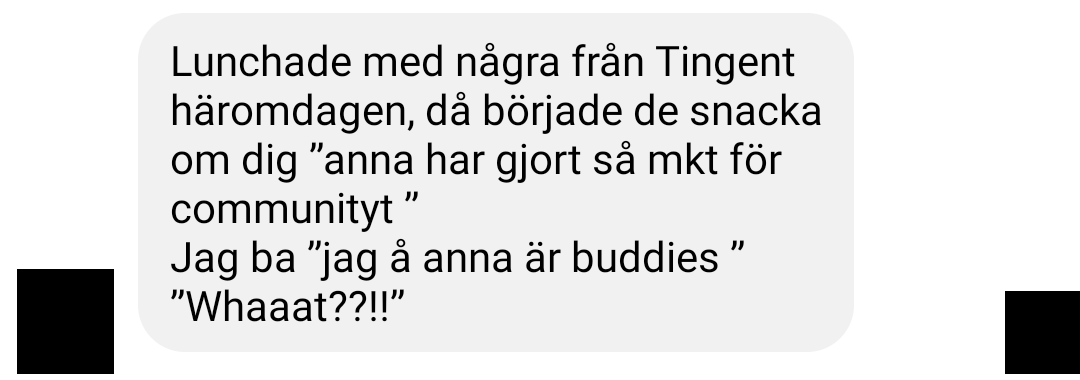 Lunchade med några från Tingent
häromdagen, då började de snacka
om dig ”anna har gjort så mkt för
communityt ”
Jag ba ”jag å anna är buddies ”
”Whaaat??!!”